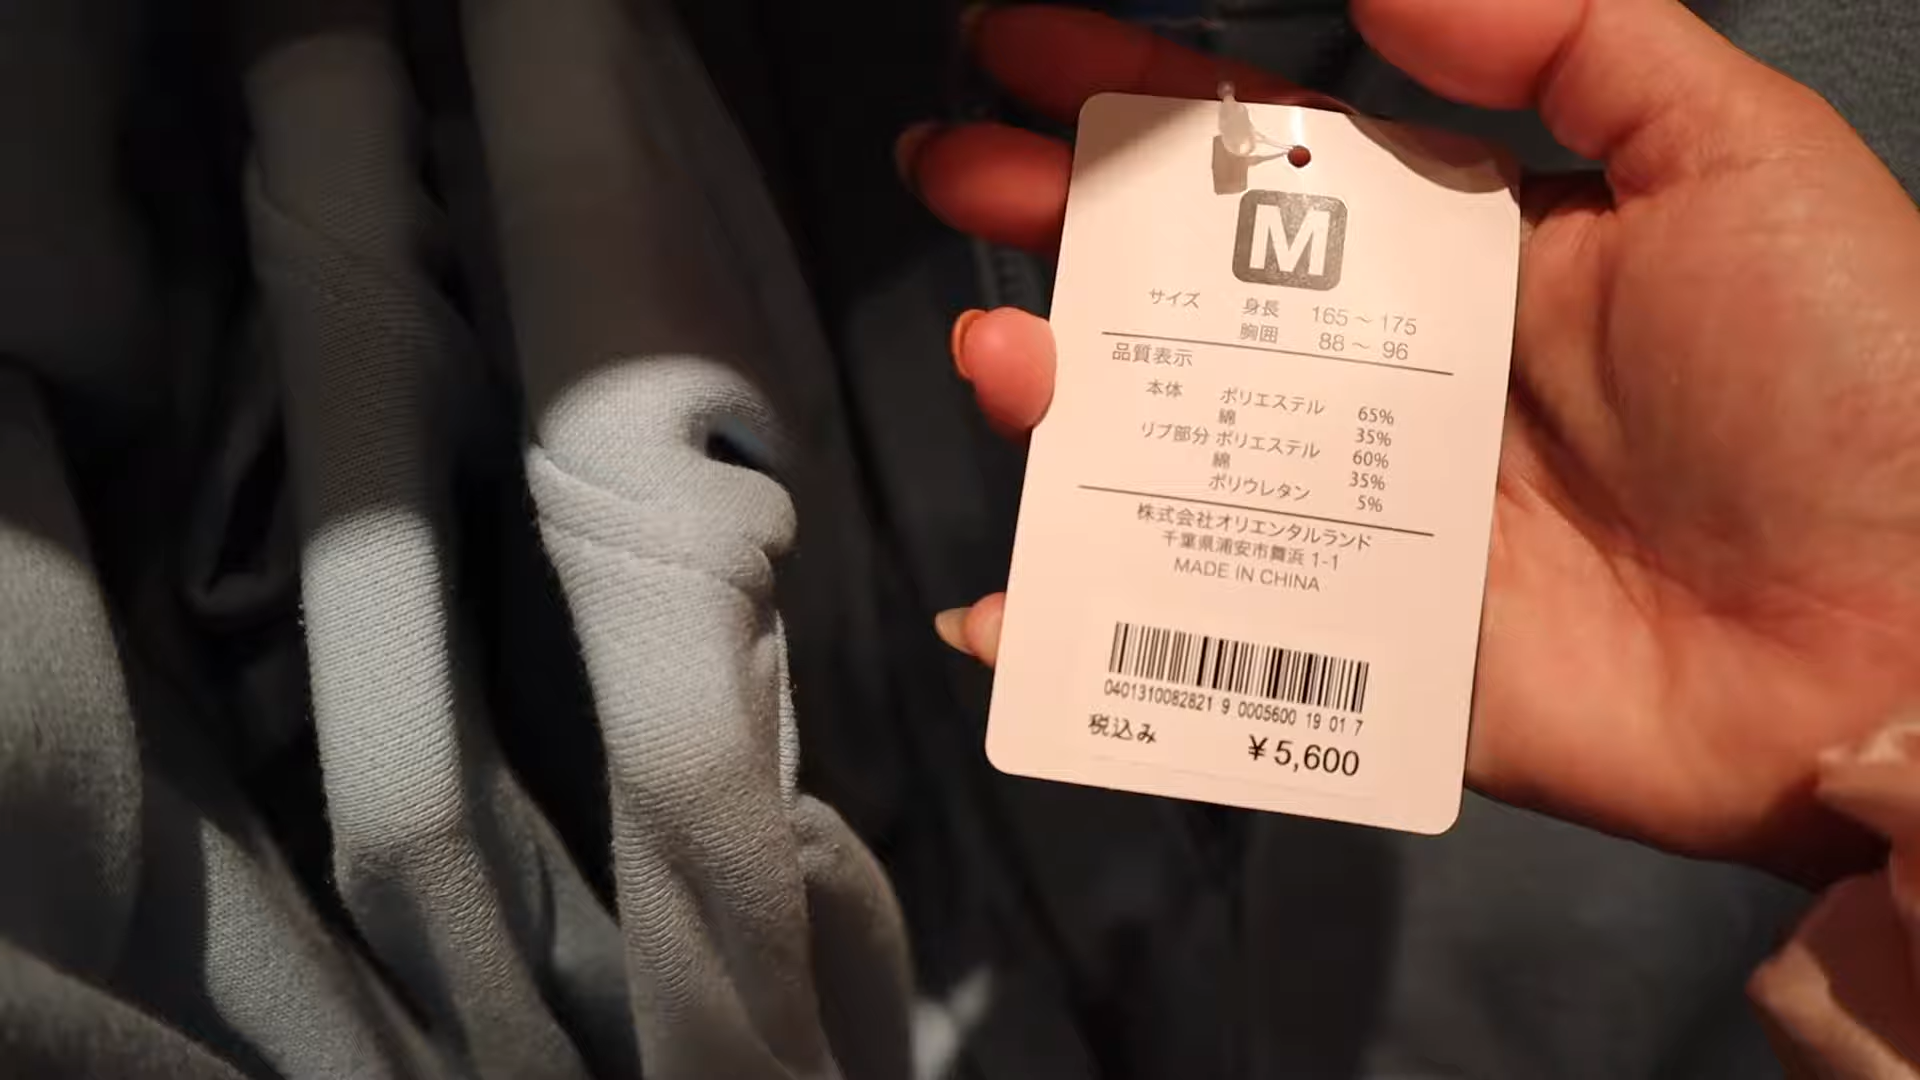 M
サイズ 身長 165～175
胸囲 88～96
品質表示
本体 ポリエステル 65%
綿 35%
リブ部分 ポリエステル 60%
綿 35%
ポリウレタン 5%
株式会社オリエンタルランド
千葉県浦安市舞浜 1-1
MADE IN CHINA
0401310082821 9 0005600 19 01 7
税込み ¥5,600